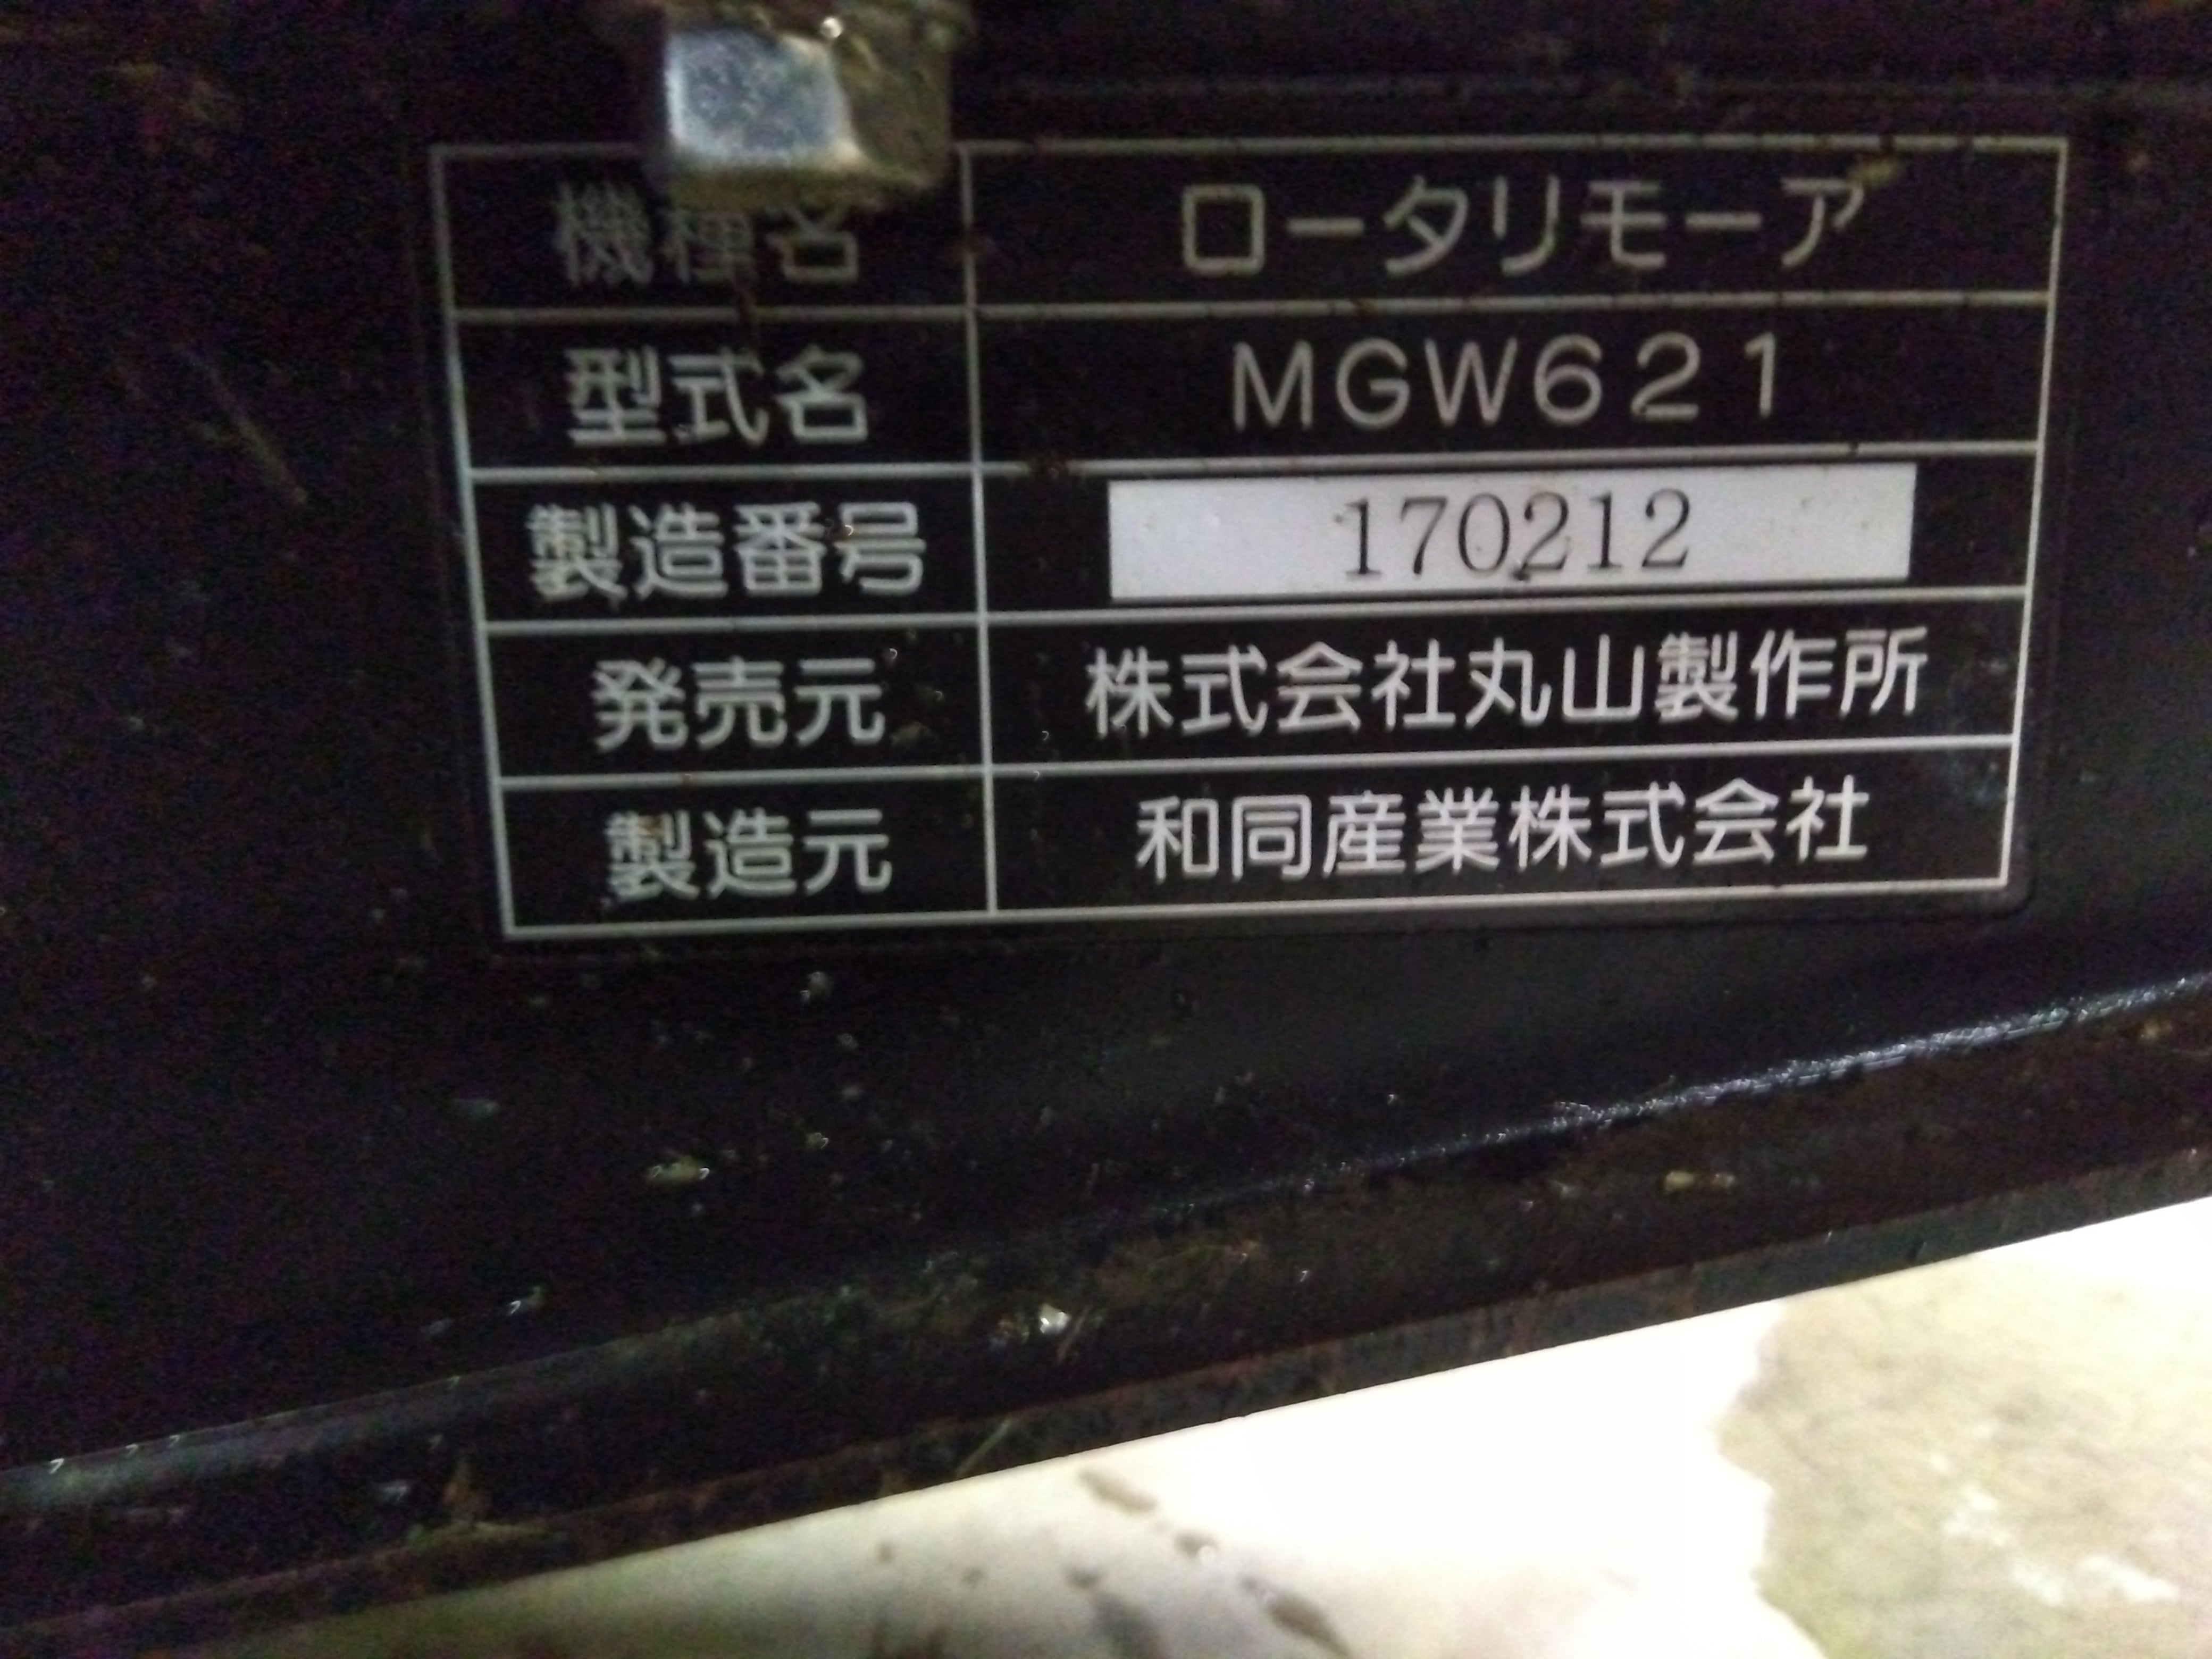 機種名 ロータリモーア
型式名 MGW621
製造番号 170212
発売元 株式会社丸山製作所
製造元 和同産業株式会社